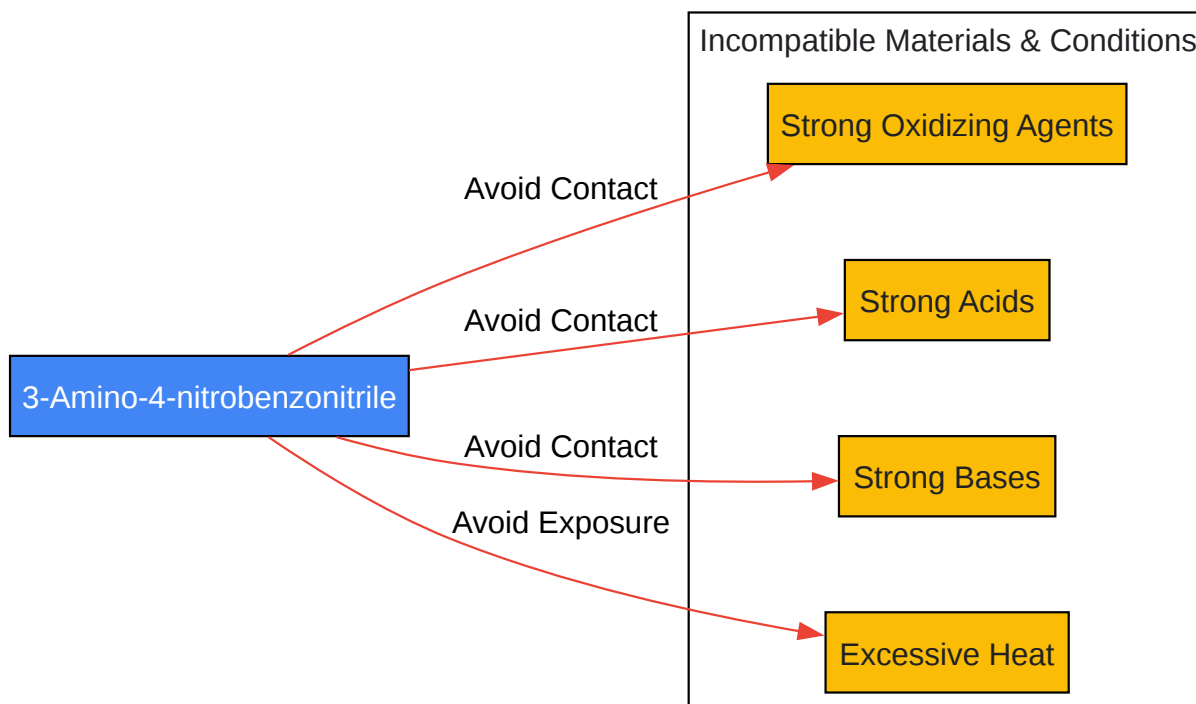 Incompatible Materials & Conditions
Strong Oxidizing Agents
Avoid Contact
Strong Acids
Avoid Contact
3-Amino-4-nitrobenzonitrile
Avoid Contact
Strong Bases
Avoid Exposure
Excessive Heat